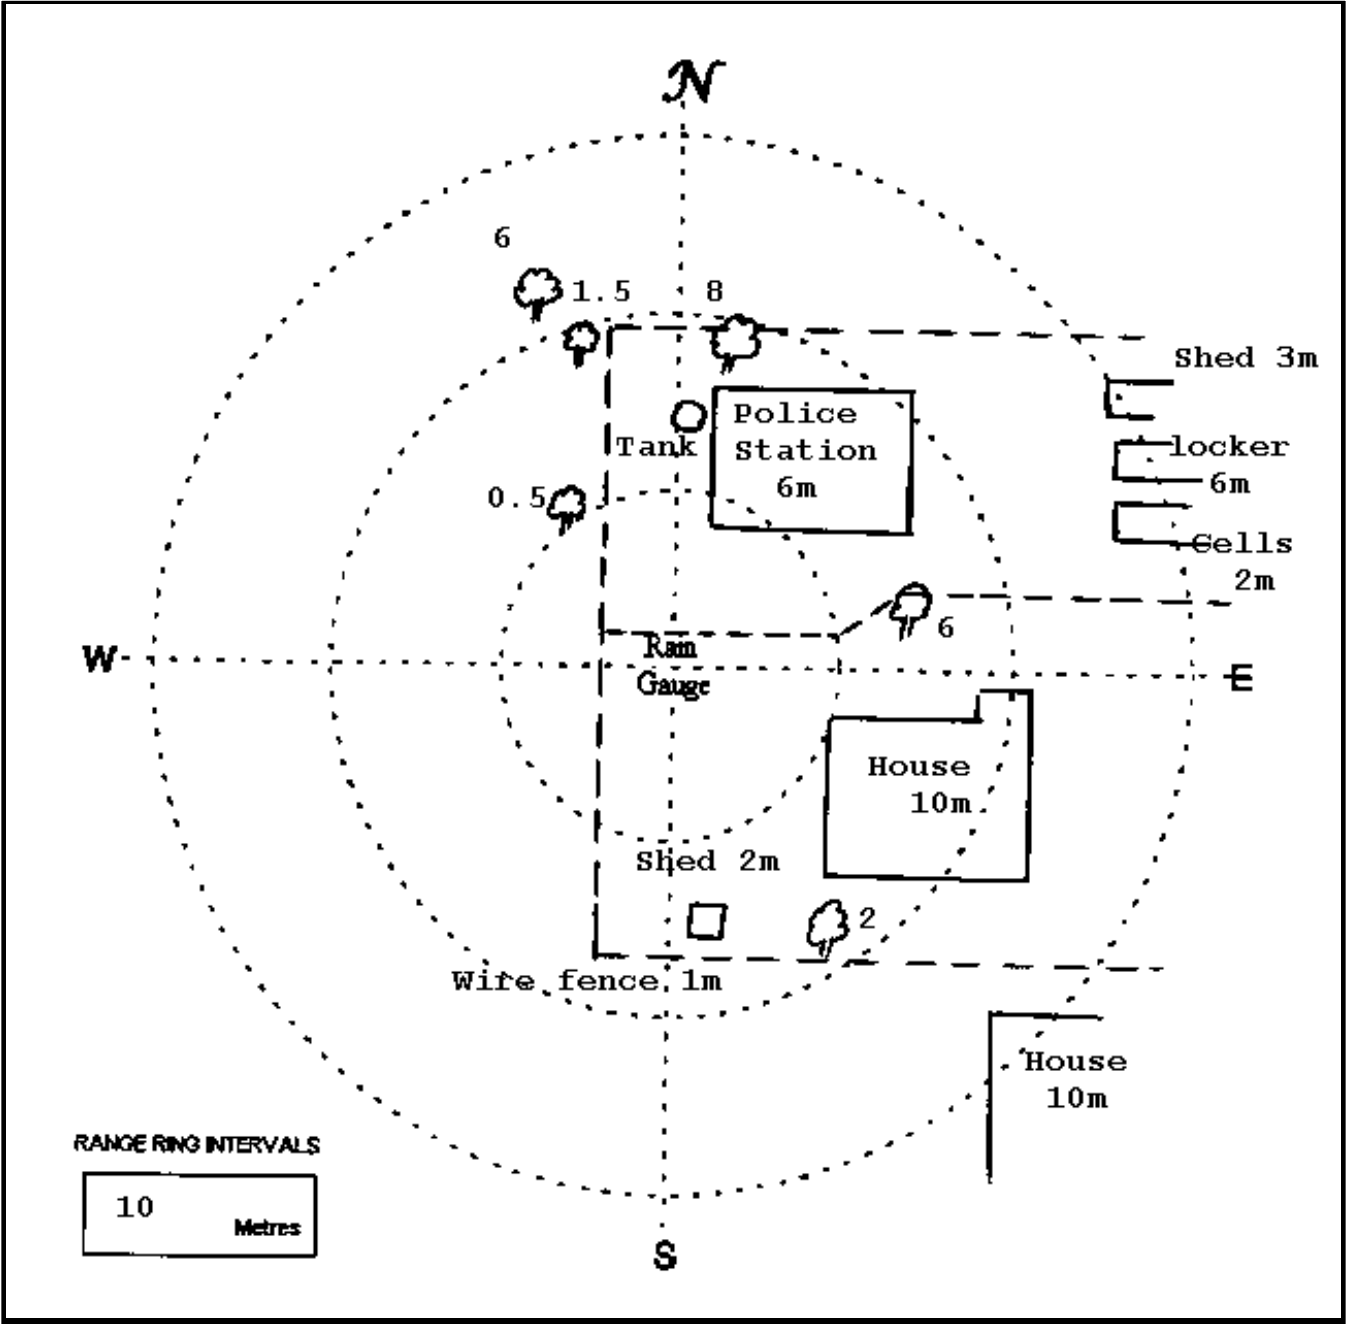 N
6
1.5
8
Shed 3m
Police
Tank
Station
locker
6m
6m
0.5
Cells
2m
6
Rain
W
Gauge
E
House
10m
Shed 2m
2
Wire fence 1m
House
10m
RANGE RING INTERVALS
10
Metres
S